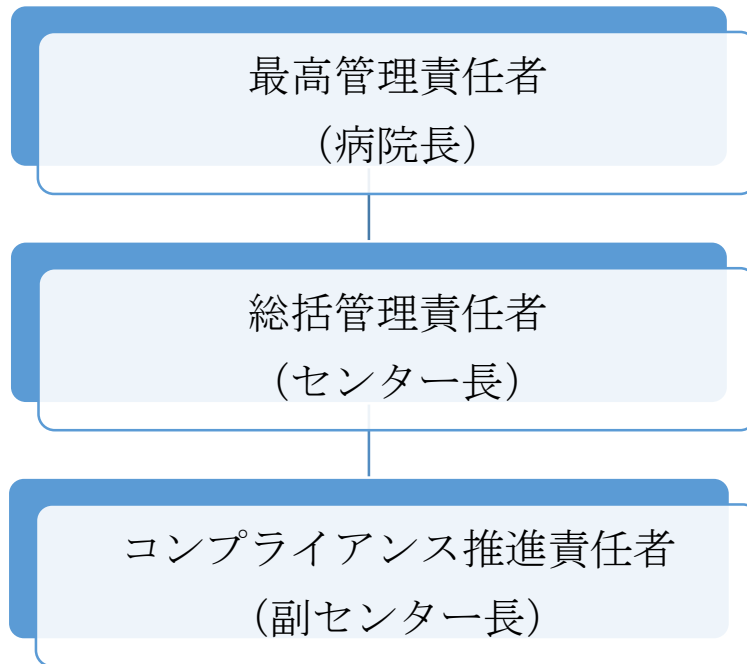 最高管理責任者
（病院長）
総括管理責任者
（センター長）
コンプライアンス推進責任者
（副センター長）